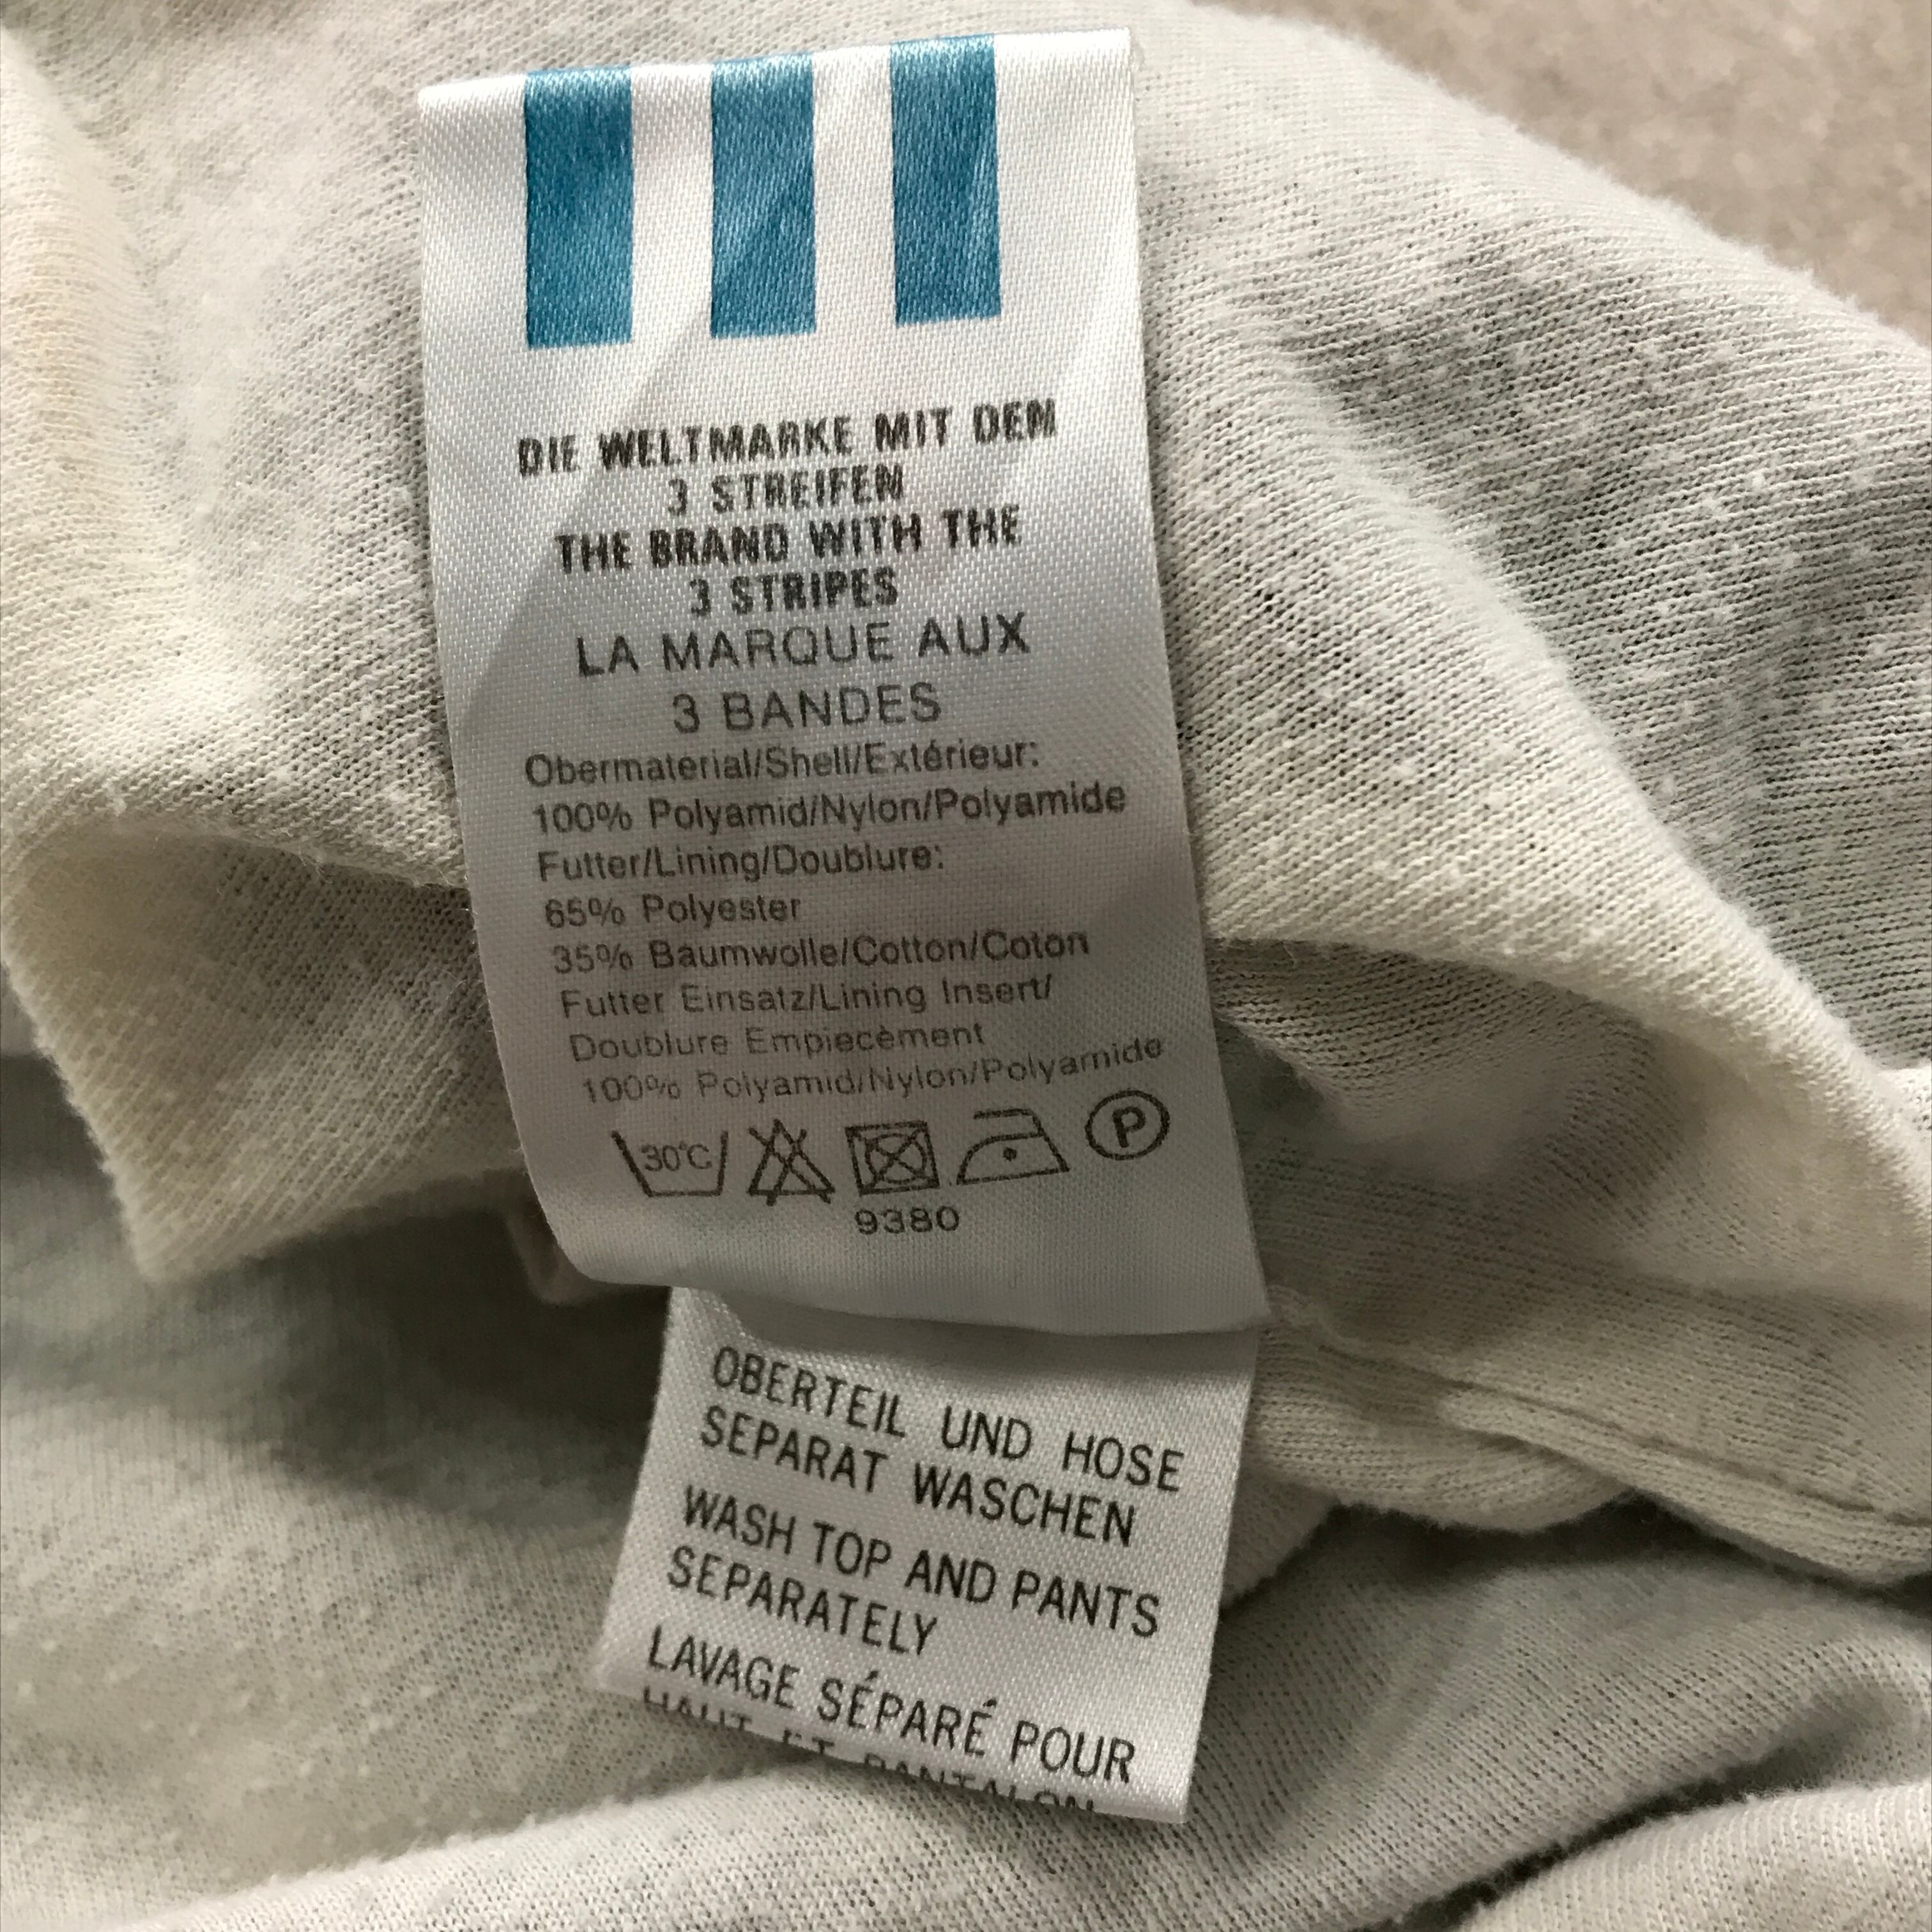 DIE WELTMARKE MIT DEM
3 STREIFEN
THE BRAND WITH THE
3 STRIPES
LA MARQUE AUX
3 BANDES
Obermaterial/Shell/Extérieur:
100% Polyamid/Nylon/Polyamide
Futter/Lining/Doublure:
65% Polyester
35% Baumwolle/Cotton/Coton
Futter Einsatz/Lining Insert/
Doublure Empiecèment
100% Polyamid/Nylon/Polyamide
30°C P
9380
OBERTEIL UND HOSE
SEPARAT WASCHEN
WASH TOP AND PANTS
SEPARATELY
LAVAGE SÉPARÉ POUR
HAUT ET PANTALON